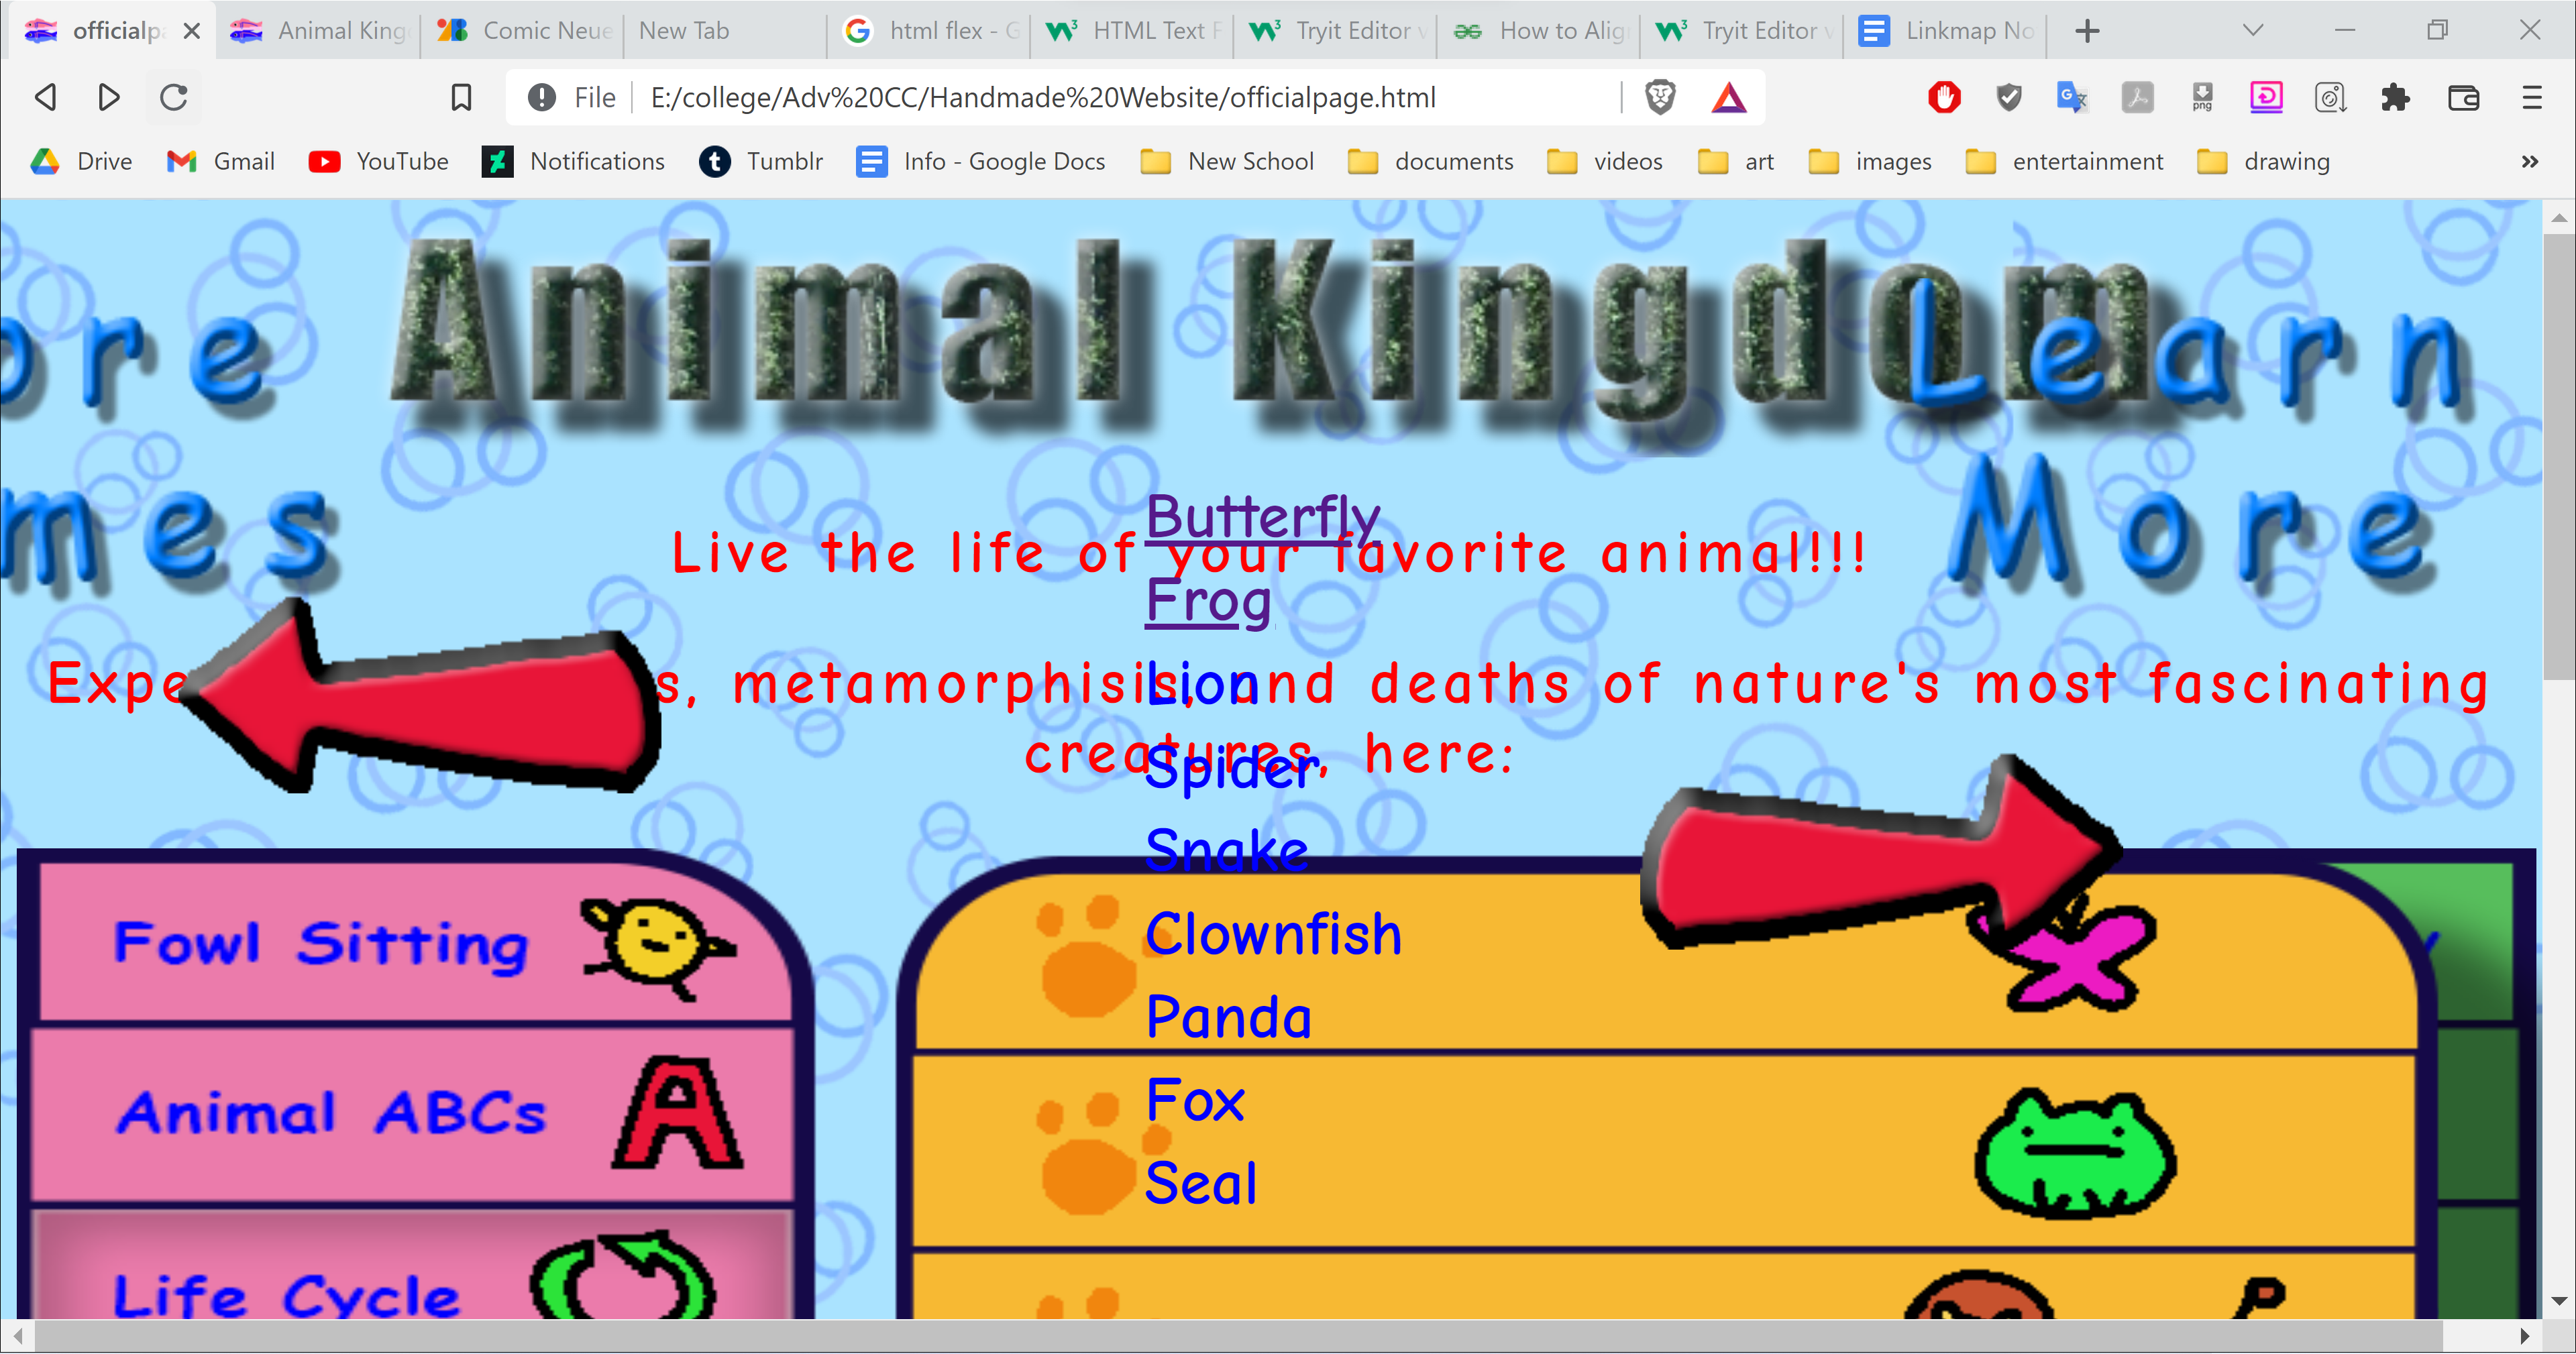 officialp
Animal King
Comic Neue
New Tab
html flex - G
HTML Text F
Tryit Editor v
How to Alig
Tryit Editor v
Linkmap No
File
E:/college/Adv%20CC/Handmade%20Website/officialpage.html
png
Drive
Gmail
YouTube
Notifications
Tumblr
Info - Google Docs
New School
documents
videos
art
images
entertainment
drawing
Animal Kingdom
ore
mes
Learn
More
Live the life of your favorite animal!!!
Expe s, metamorphisis, and deaths of nature's most fascinating
creatures, here:
Butterfly
Frog
Lion
Spider
Snake
Clownfish
Panda
Fox
Seal
Fowl Sitting
Animal ABCs
A
Life Cycle